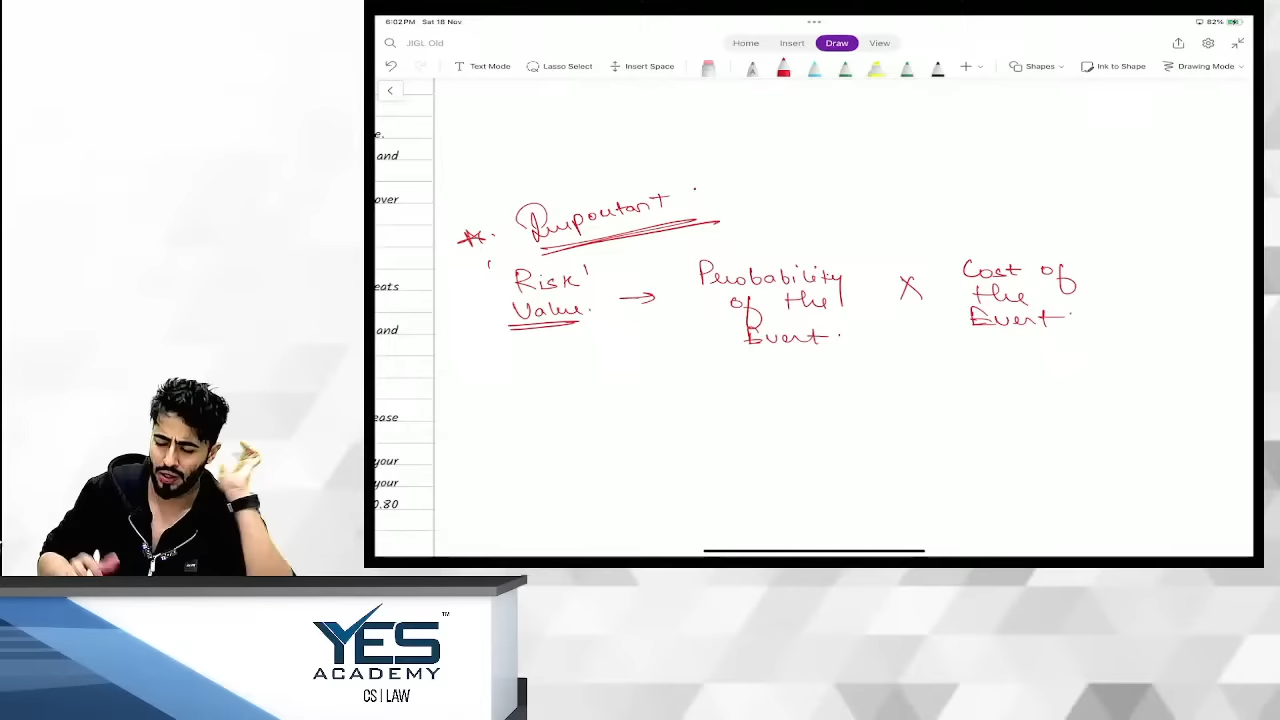 6:02PM Sat 18 Nov
82%
JIGL Old
Home Insert Draw View
Text Mode Lasso Select Insert Space Shapes Ink to Shape Drawing Mode
e.
and
over
eats
and
ease
your
your
0.80
Important
'Risk'
Value.
→
Probability
of the
Event.
X
Cost of
the
Event.
YES™
ACADEMY
CS | LAW